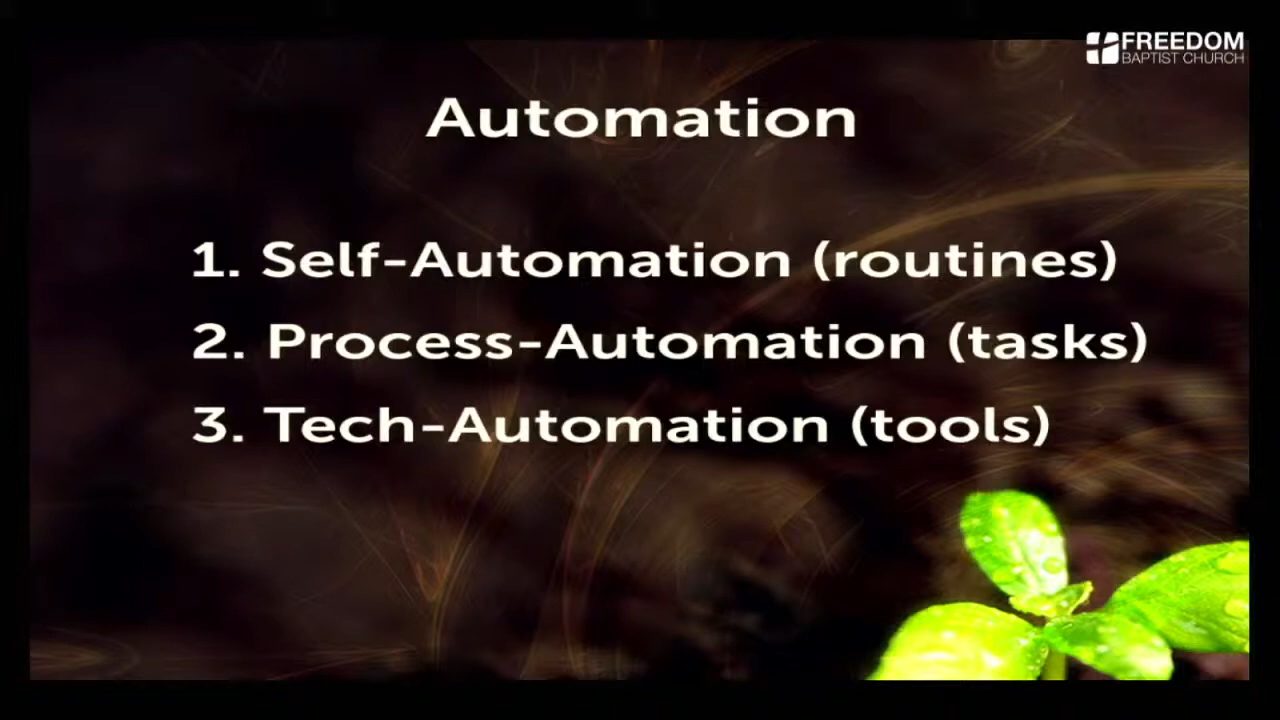 FREEDOM
BAPTIST CHURCH
Automation
1. Self-Automation (routines)
2. Process-Automation (tasks)
3. Tech-Automation (tools)